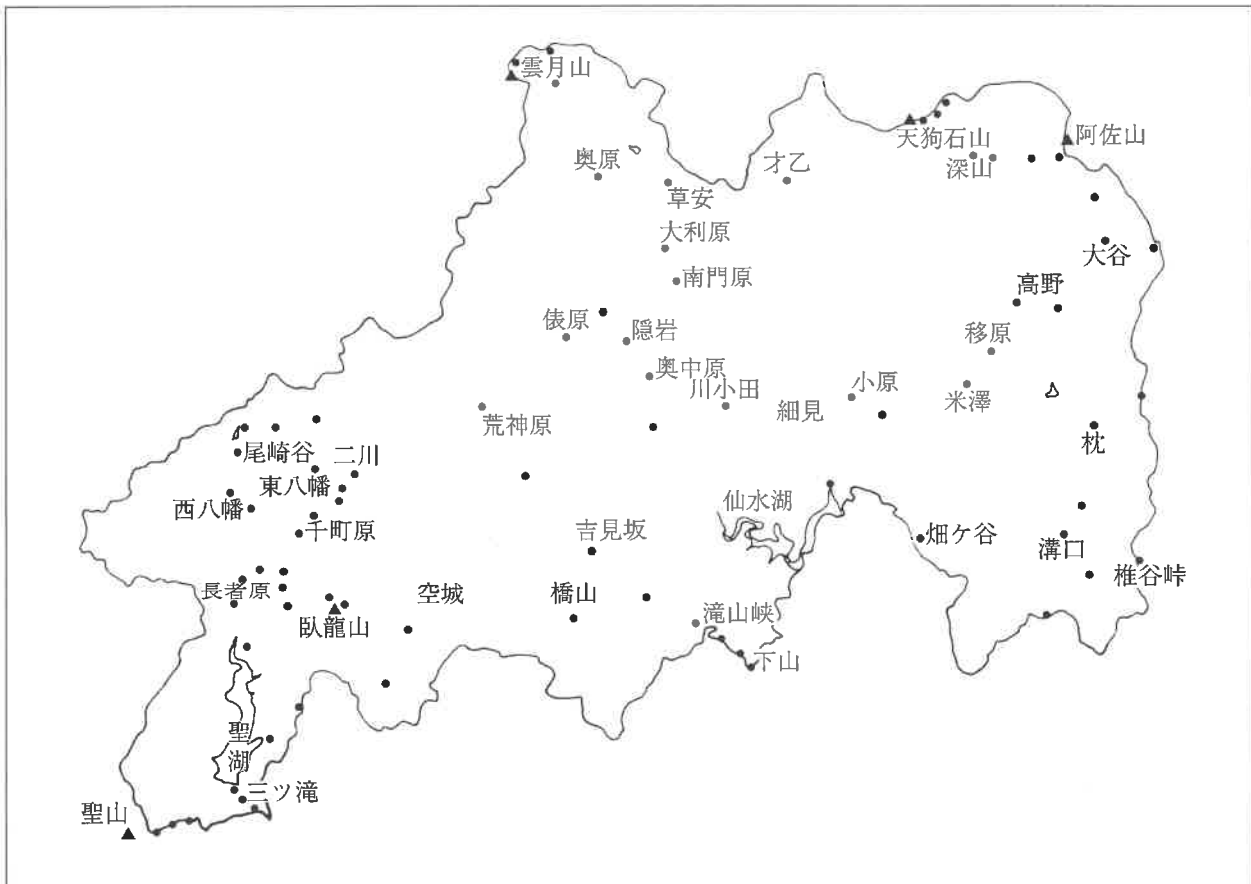 雲月山
天狗石山
阿佐山
深山
奥原
才乙
草安
大利原
大谷
南門原
高野
俵原
隠岩
移原
奥中原
川小田
細見
小原
米澤
荒神原
枕
尾崎谷
二川
東八幡
西八幡
千町原
仙水湖
吉見坂
畑ケ谷
溝口
椎谷峠
長者原
臥龍山
空城
橋山
滝山峡
下山
聖湖
三ツ滝
聖山